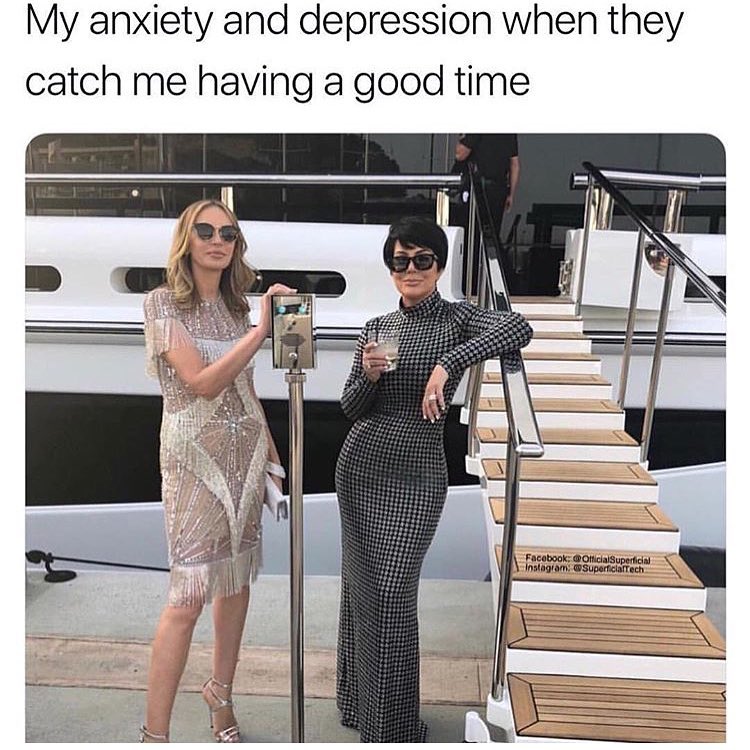 My anxiety and depression when they
catch me having a good time
Facebook: @OfficialSuperficial
Instagram: @SuperficialTech